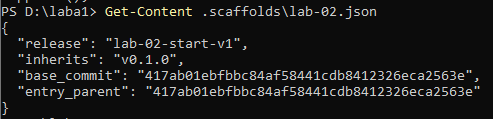 PS D:\laba1> Get-Content .scaffolds\lab-02.json
{
  "release": "lab-02-start-v1",
  "inherits": "v0.1.0",
  "base_commit": "417ab01ebfbbc84af58441cdb8412326eca2563e",
  "entry_parent": "417ab01ebfbbc84af58441cdb8412326eca2563e"
}